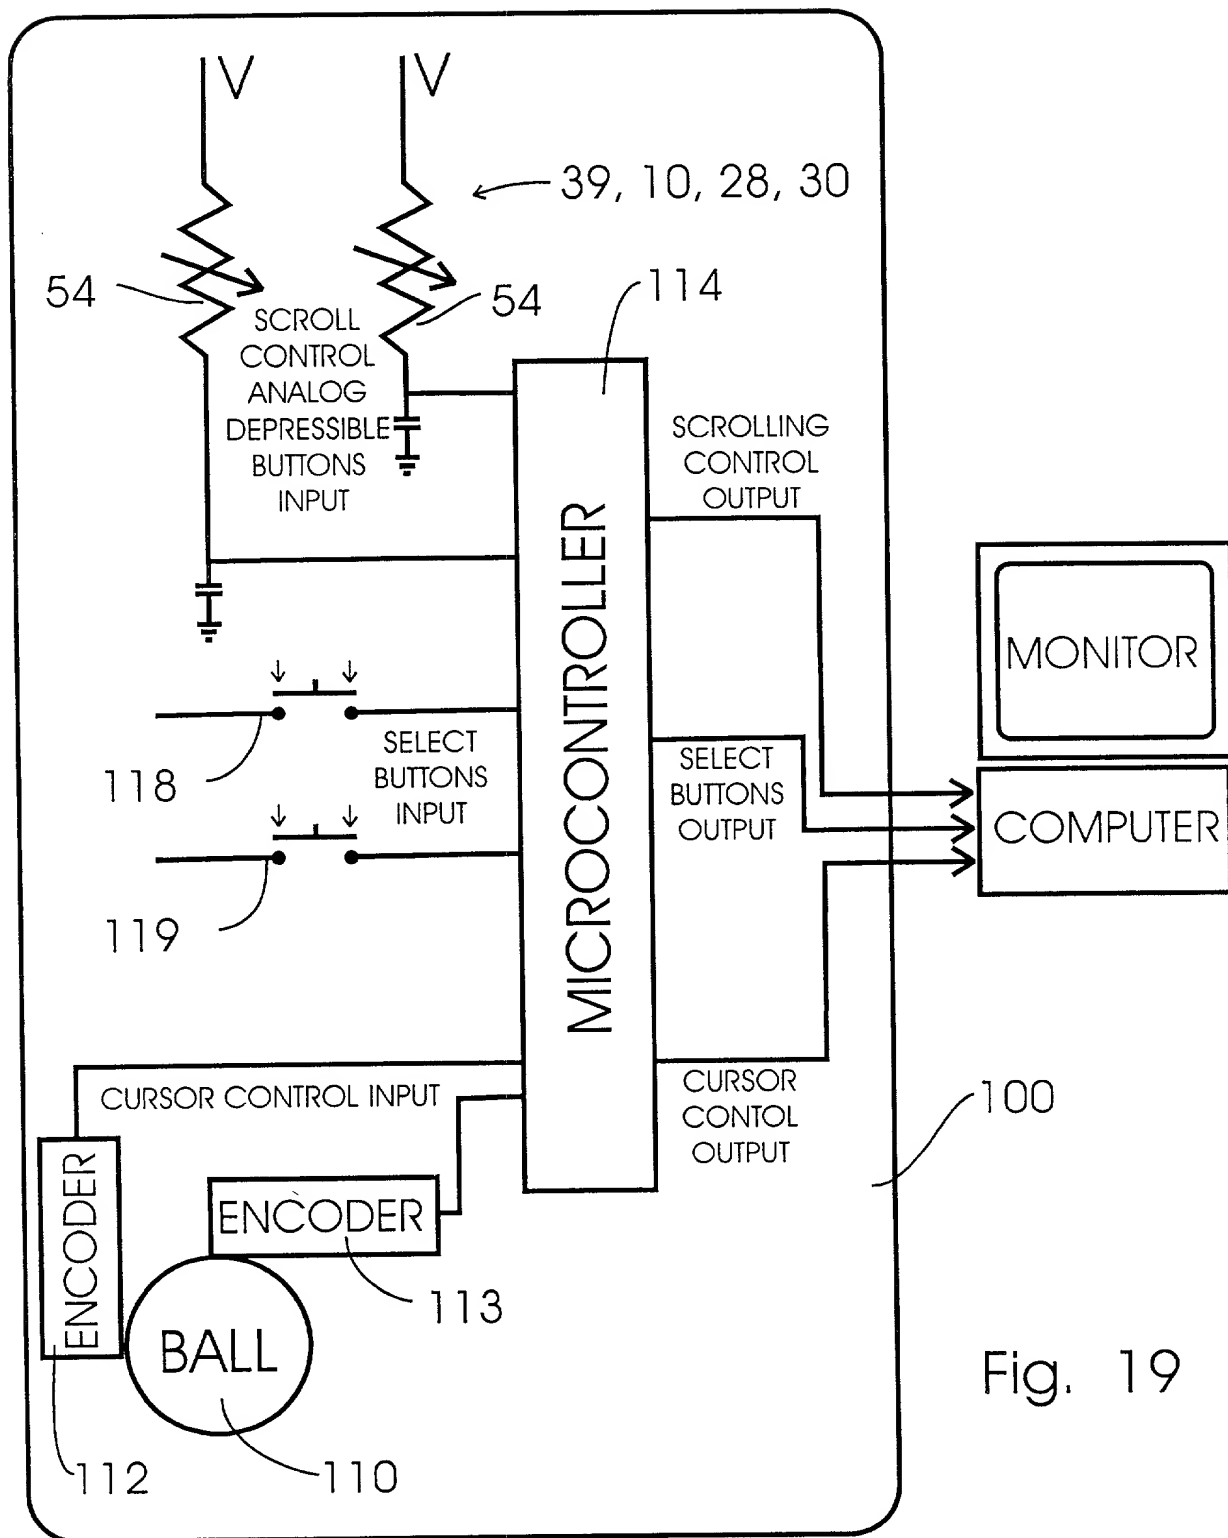 V
V
39, 10, 28, 30
54
54
114
SCROLL
CONTROL
ANALOG
DEPRESSIBLE
BUTTONS
INPUT
SCROLLING
CONTROL
OUTPUT
MICROCONTROLLER
MONITOR
COMPUTER
118
SELECT
BUTTONS
INPUT
SELECT
BUTTONS
OUTPUT
119
CURSOR CONTROL INPUT
CURSOR
CONTOL
OUTPUT
100
ENCODER
ENCODER
113
BALL
112
110
Fig. 19